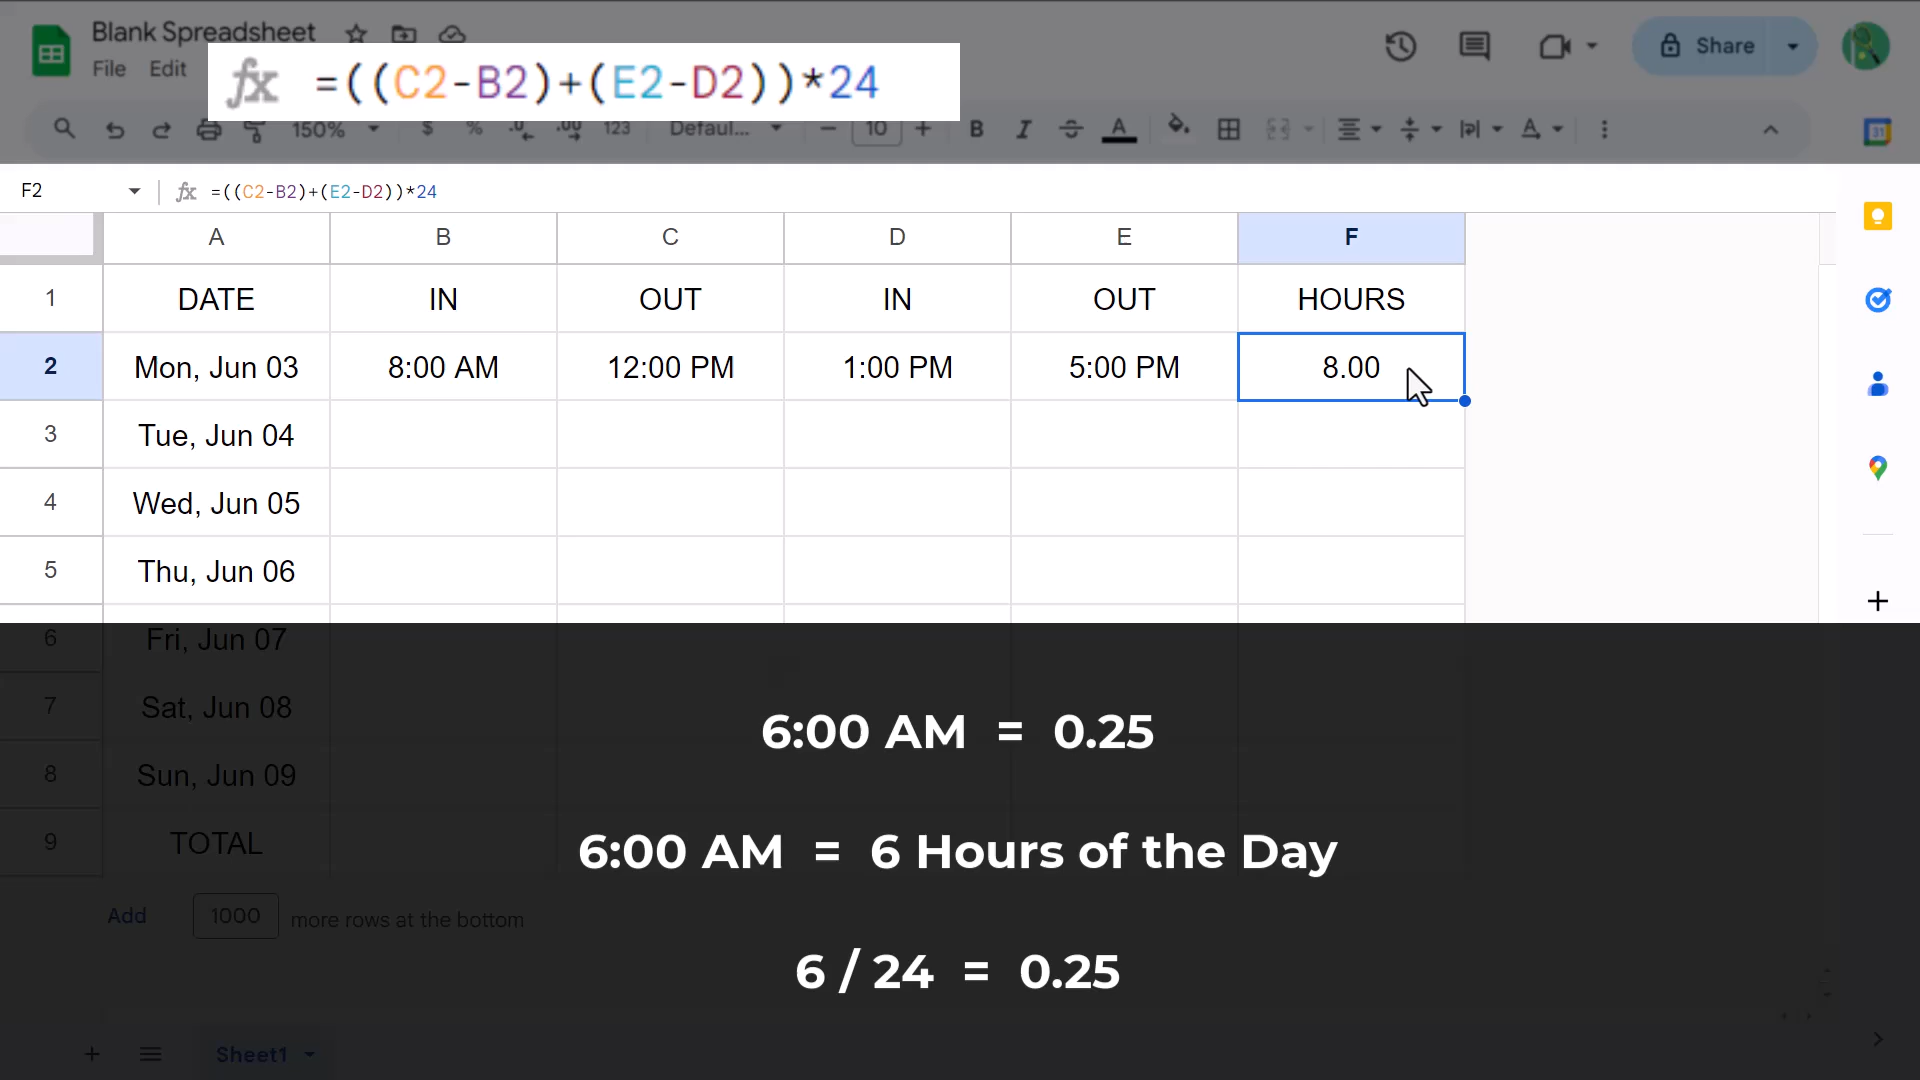 Blank Spreadsheet
File Edit
fx =((C2-B2)+(E2-D2))*24
Share
150% $ % .0 .00 123 Defaul... − 10 + B I S A
31
F2 fx =((C2-B2)+(E2-D2))*24
A B C D E F
1 DATE IN OUT IN OUT HOURS
2 Mon, Jun 03 8:00 AM 12:00 PM 1:00 PM 5:00 PM 8.00
3 Tue, Jun 04
4 Wed, Jun 05
5 Thu, Jun 06
6 Fri, Jun 07
7 Sat, Jun 08
6:00 AM = 0.25
8 Sun, Jun 09
9 TOTAL
6:00 AM = 6 Hours of the Day
Add 1000 more rows at the bottom
6 / 24 = 0.25
+ Sheet1